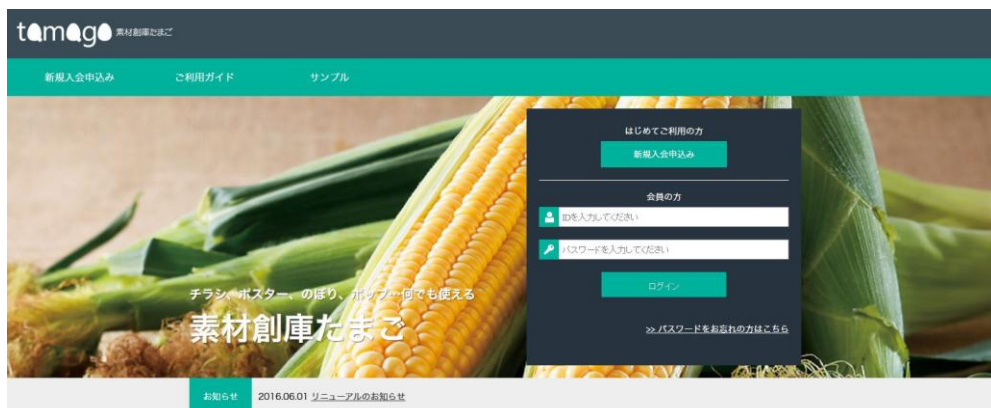 tamago 素材創庫たまご
新規入会申込み ご利用ガイド サンプル
はじめてご利用の方
新規入会申込み
会員の方
IDを入力してください
パスワードを入力してください
ログイン
>> パスワードをお忘れの方はこちら
チラシ、ポスター、のぼり、ポップ…何でも使える
素材創庫たまご
お知らせ 2016.06.01 リニューアルのお知らせ